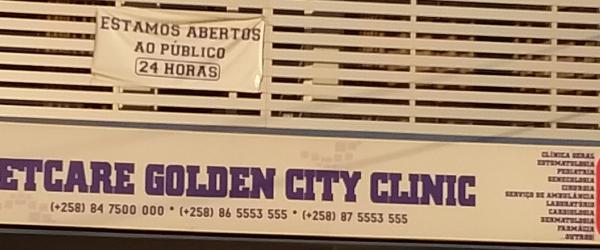 ESTAMOS ABERTOS
AO PÚBLICO
24 HORAS
ETCARE GOLDEN CITY CLINIC
(+258) 84 7500 000 * (+258) 86 5553 555 * (+258) 87 5553 555
CLÍNICA GERAL
ESTOMATOLOGIA
PEDIATRIA
GINECOLOGIA
CIRURGIA
SERVIÇO DE AMBULÂNCIA
LABORATÓRIO
CARDIOLOGIA
DERMATOLOGIA
FARMÁCIA
OUTROS